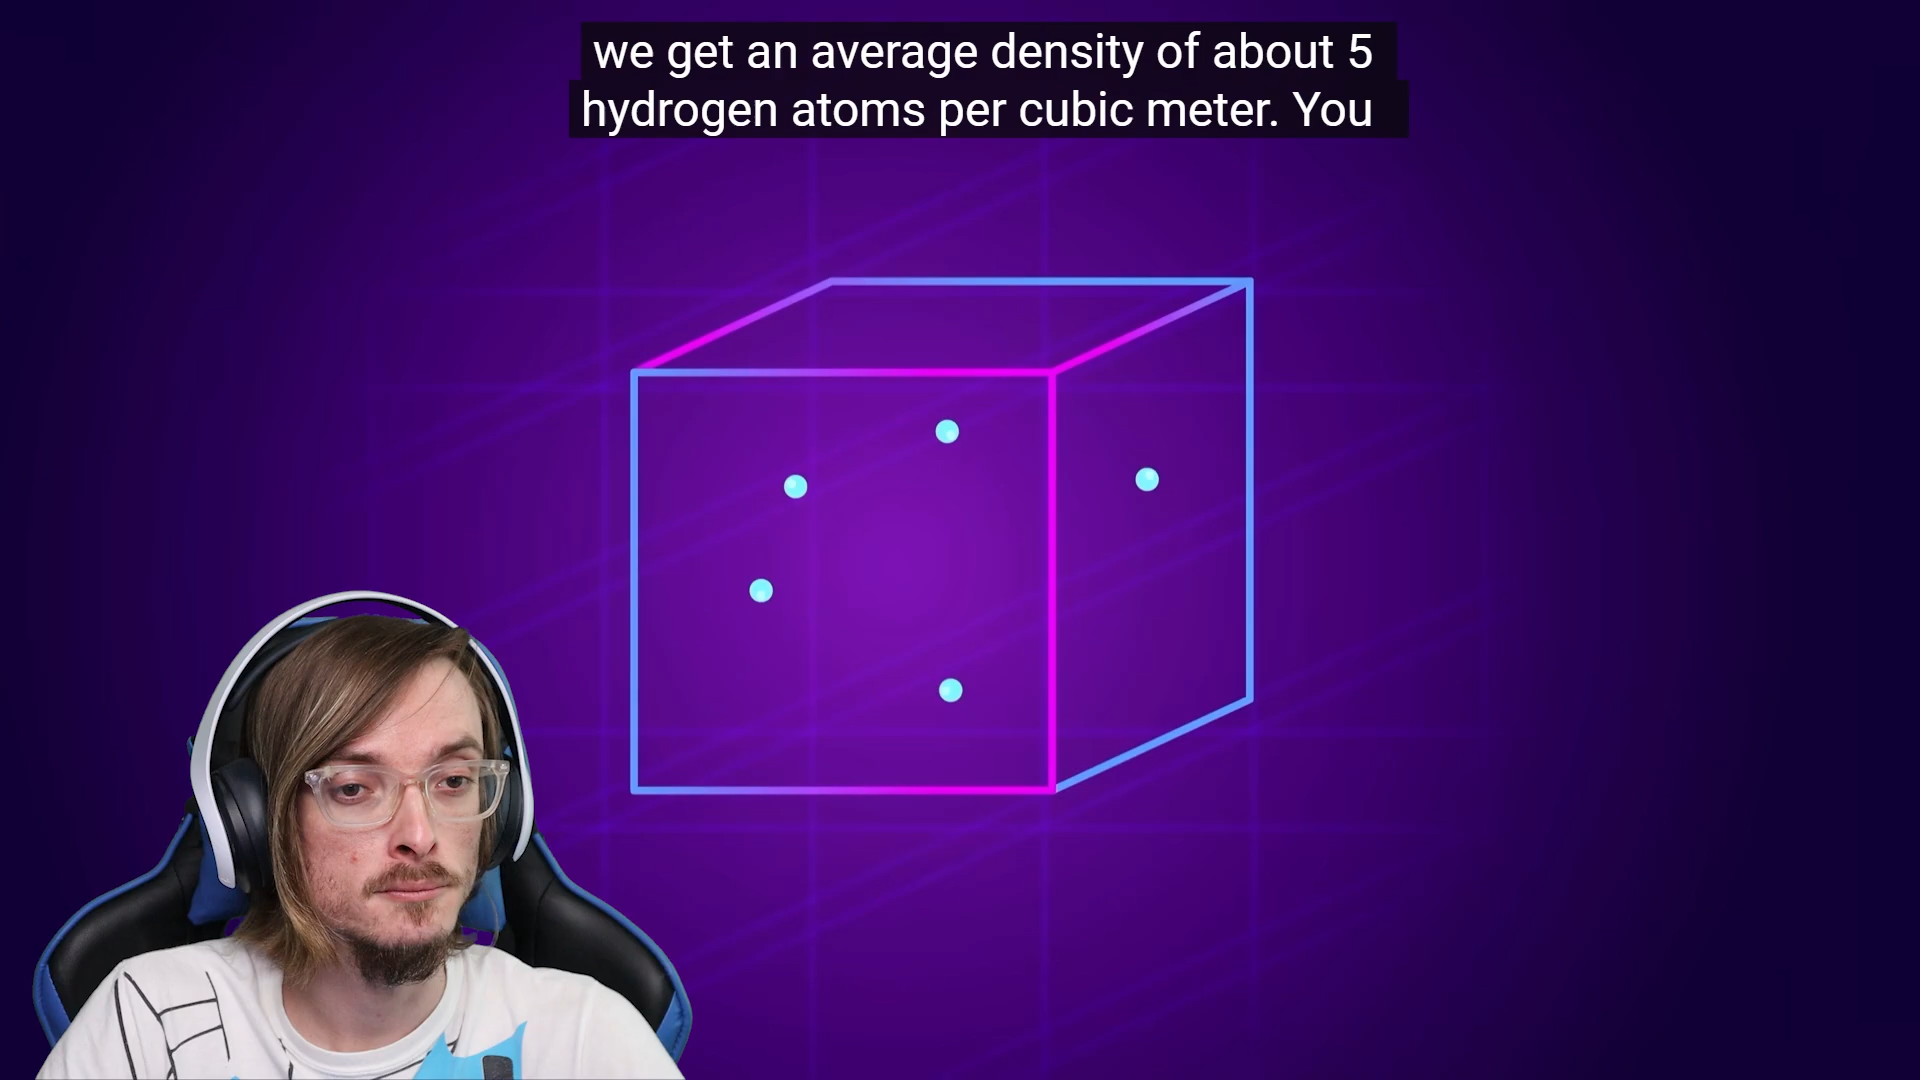 we get an average density of about 5
hydrogen atoms per cubic meter. You